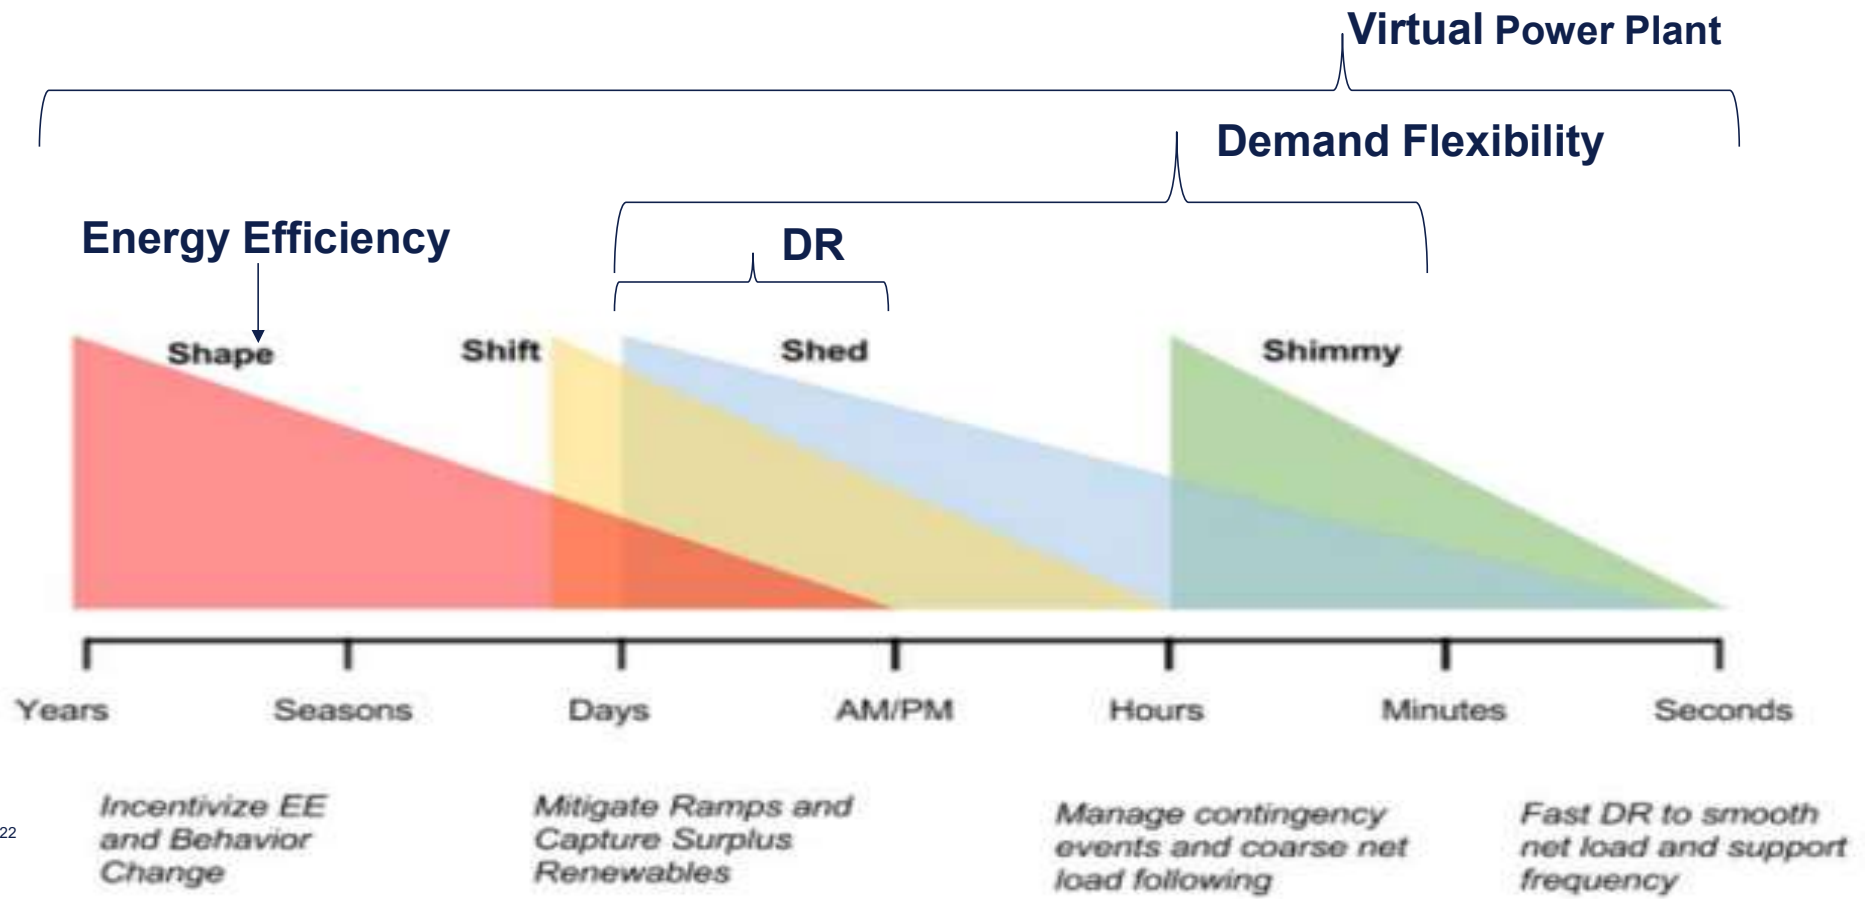 Virtual Power Plant
Demand Flexibility
Energy Efficiency
DR
Shape
Shift
Shed
Shimmy
Years
Seasons
Days
AM/PM
Hours
Minutes
Seconds
Incentivize EE
and Behavior
Change
Mitigate Ramps and
Capture Surplus
Renewables
Manage contingency
events and coarse net
load following
Fast DR to smooth
net load and support
frequency
22